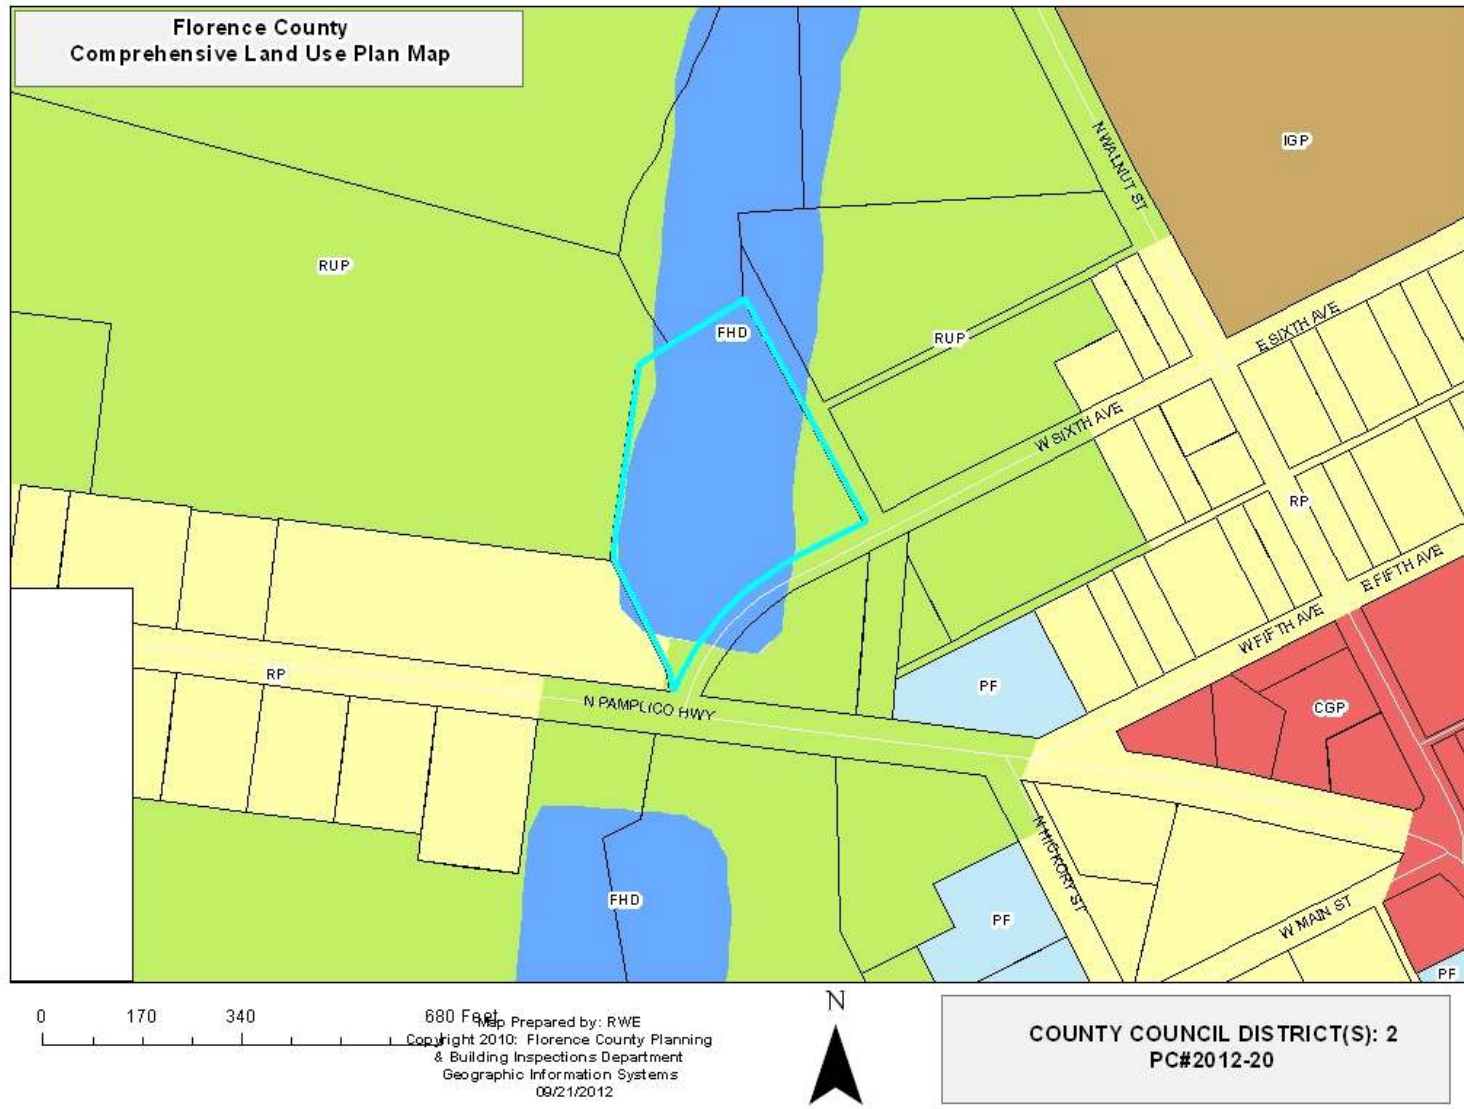 Florence County
Comprehensive Land Use Plan Map
IGP
N WALNUT ST
RUP
FHD
RUP
E SIXTH AVE
W SIXTH AVE
RP
E FIFTH AVE
W FIFTH AVE
RP
PF
N PAMPLICO HWY
CGP
N HICKORY ST
FHD
PF
W MAIN ST
PF
0 170 340 680 Feet
Map Prepared by: RWE
Copyright 2010: Florence County Planning
& Building Inspections Department
Geographic Information Systems
09/21/2012
N
COUNTY COUNCIL DISTRICT(S): 2
PC#2012-20